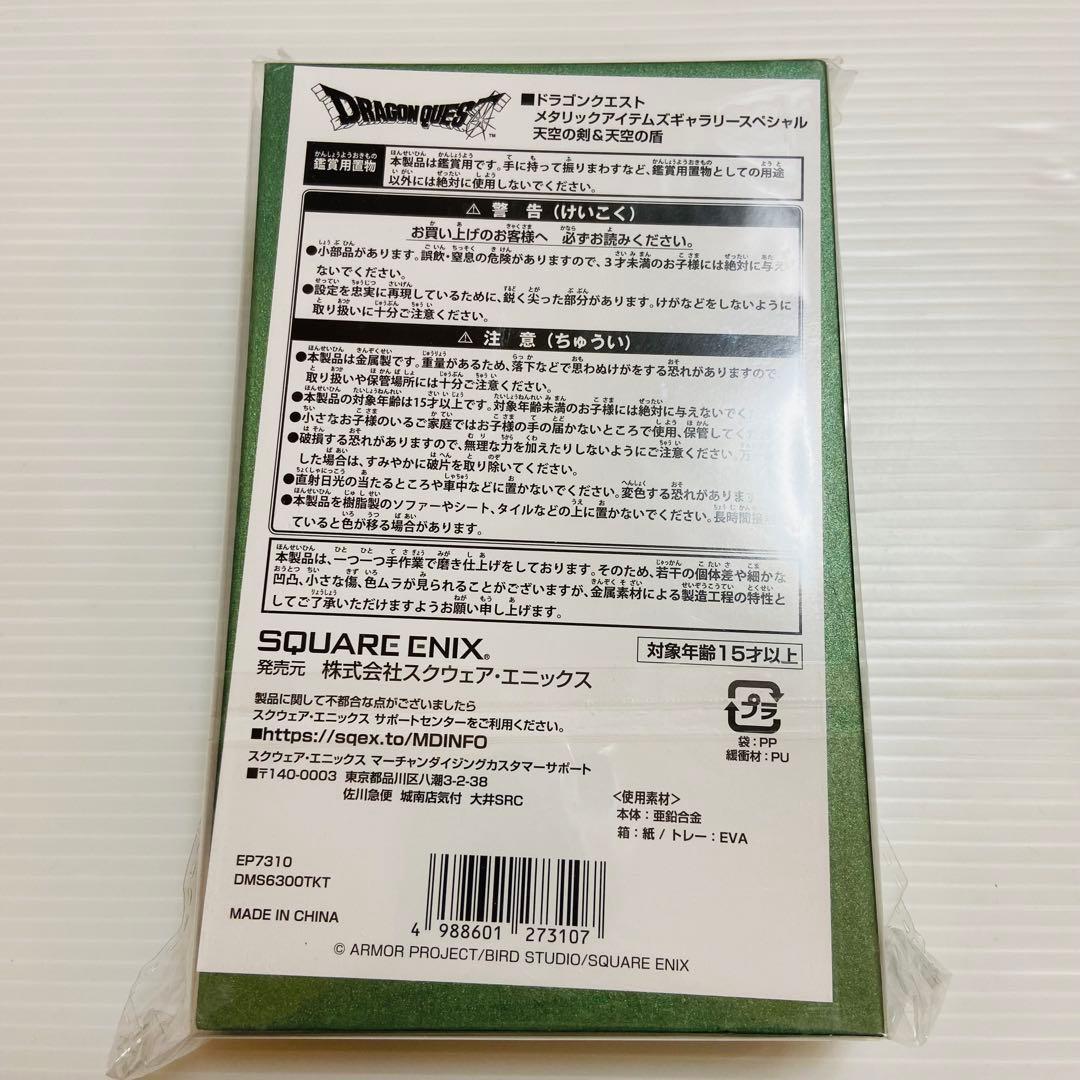 DRAGON QUEST™
■ドラゴンクエスト
メタリックアイテムズギャラリースペシャル
天空の剣＆天空の盾
鑑賞用置物
本製品は鑑賞用です。手に持って振りまわすなど、鑑賞用置物としての用途
以外には絶対に使用しないでください。
⚠ 警 告（けいこく）
お買い上げのお客様へ 必ずお読みください。
●小部品があります。誤飲・窒息の危険がありますので、3才未満のお子様には絶対に与え
ないでください。
●設定を忠実に再現しているために、鋭く尖った部分があります。けがなどをしないように
取り扱いに十分ご注意ください。
⚠ 注 意（ちゅうい）
●本製品は金属製です。重量があるため、落下などで思わぬけがをする恐れがありますので
取り扱いや保管場所には十分ご注意ください。
●本製品の対象年齢は15才以上です。対象年齢未満のお子様には絶対に与えないでく
●小さなお子様のいるご家庭ではお子様の手の届かないところで使用、保管してく
●破損する恐れがありますので、無理な力を加えたりしないようにご注意ください。万
した場合は、すみやかに破片を取り除いてください。
●直射日光の当たるところや車中などに置かないでください。変色する恐れがあります
●本製品を樹脂製のソファーやシート、タイルなどの上に置かないでください。長時間接
ていると色が移る場合があります。
本製品は、一つ一つ手作業で磨き仕上げをしております。そのため、若干の個体差や細かな
凹凸、小さな傷、色ムラが見られることがございますが、金属素材による製造工程の特性と
してご了承いただけますようお願い申し上げます。
SQUARE ENIX®
対象年齢15才以上
発売元 株式会社スクウェア・エニックス
製品に関して不都合な点がございましたら
スクウェア・エニックス サポートセンターをご利用ください。
■https://sqex.to/MDINFO
プラ
袋：PP
緩衝材：PU
スクウェア・エニックス マーチャンダイジングカスタマーサポート
■〒140-0003 東京都品川区八潮3-2-38
佐川急便 城南店気付 大井SRC
＜使用素材＞
本体：亜鉛合金
箱：紙 / トレー：EVA
EP7310
DMS6300TKT
MADE IN CHINA
4 988601 273107
© ARMOR PROJECT/BIRD STUDIO/SQUARE ENIX